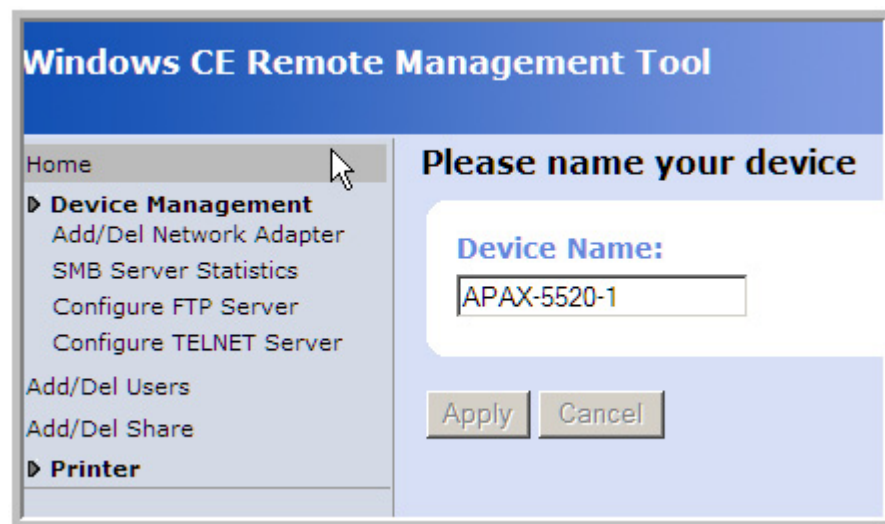 Windows CE Remote Management Tool
Home
Device Management
Add/Del Network Adapter
SMB Server Statistics
Configure FTP Server
Configure TELNET Server
Add/Del Users
Add/Del Share
Printer
Please name your device
Device Name:
APAX-5520-1
Apply
Cancel